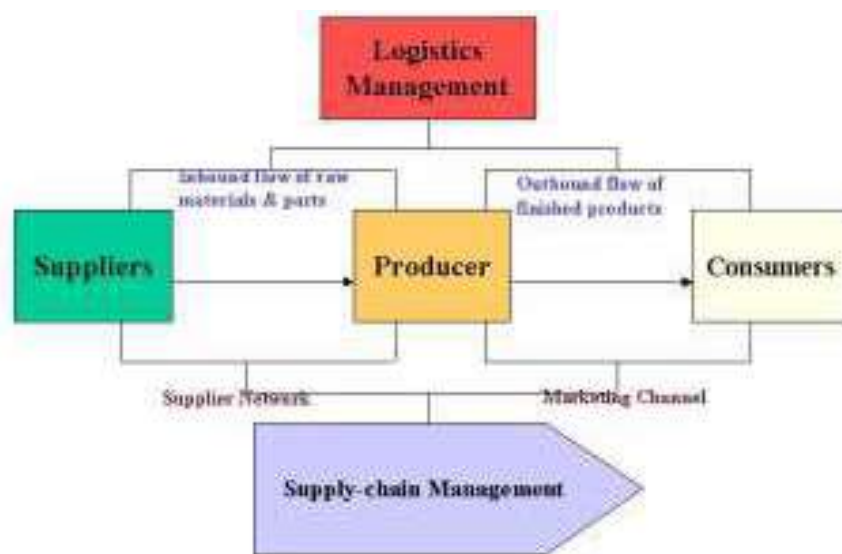 Logistics
Management
Inbound flow of raw
materials & parts
Outbound flow of
finished products
Suppliers
Producer
Consumers
Supplier Network
Marketing Channel
Supply-chain Management